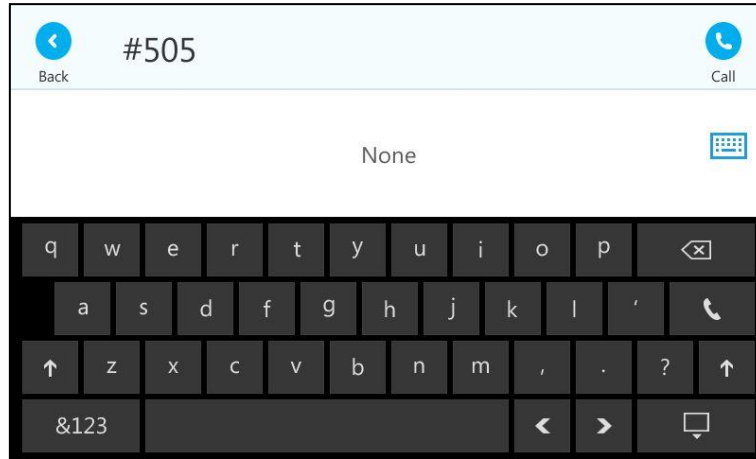 #505
Back
Call
None
q w e r t y u i o p
a s d f g h j k l '
z x c v b n m , . ?
&123